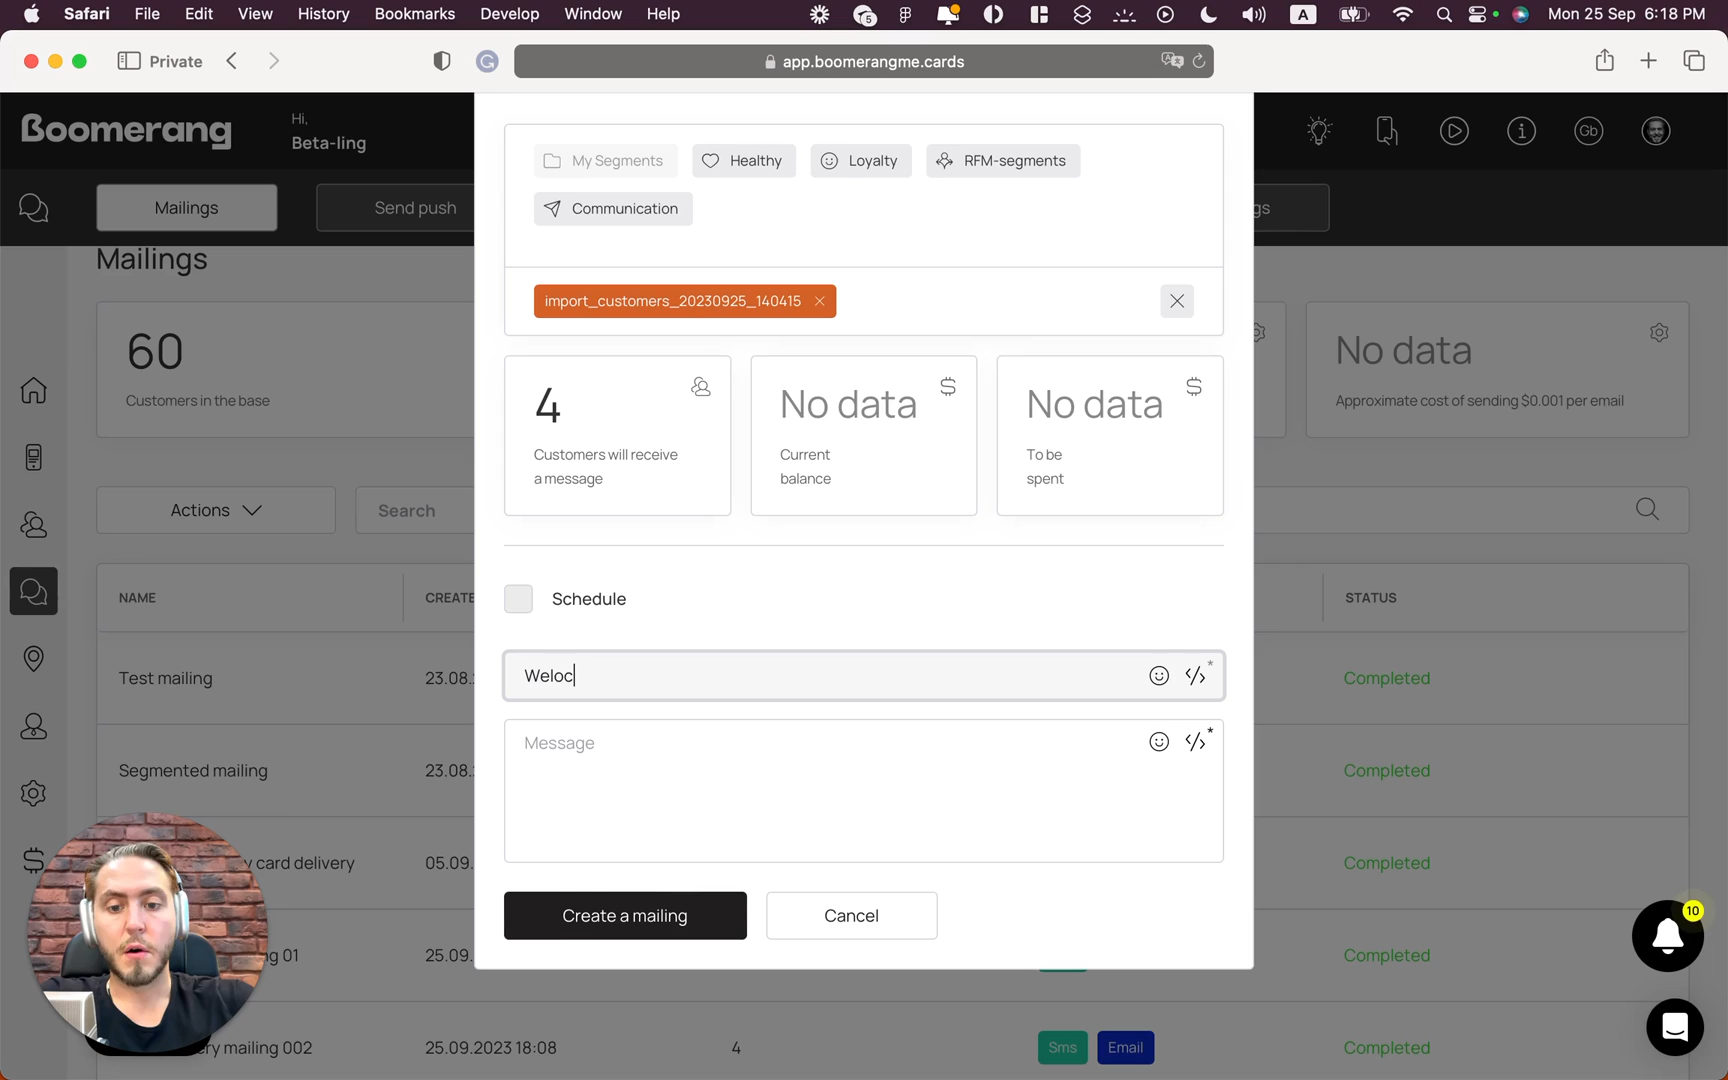 Safari File Edit View History Bookmarks Develop Window Help 5 A Mon 25 Sep 6:18 PM
Private app.boomerangme.cards
Boomerang
Hi,
Beta-ling
Gb
Mailings
Send push
gs
My Segments
Healthy
Loyalty
RFM-segments
Communication
import_customers_20230925_140415
Mailings
60
Customers in the base
4
Customers will receive
a message
No data
Current
balance
No data
To be
spent
No data
Approximate cost of sending $0.001 per email
Actions
Search
NAME
CREATE
STATUS
Schedule
Weloc
*
Message
*
Create a mailing
Cancel
Test mailing 23.08. Completed
Segmented mailing 23.08. Completed
y card delivery 05.09. Completed
ng 01 25.09. Completed
ery mailing 002 25.09.2023 18:08 4 Sms Email Completed
10